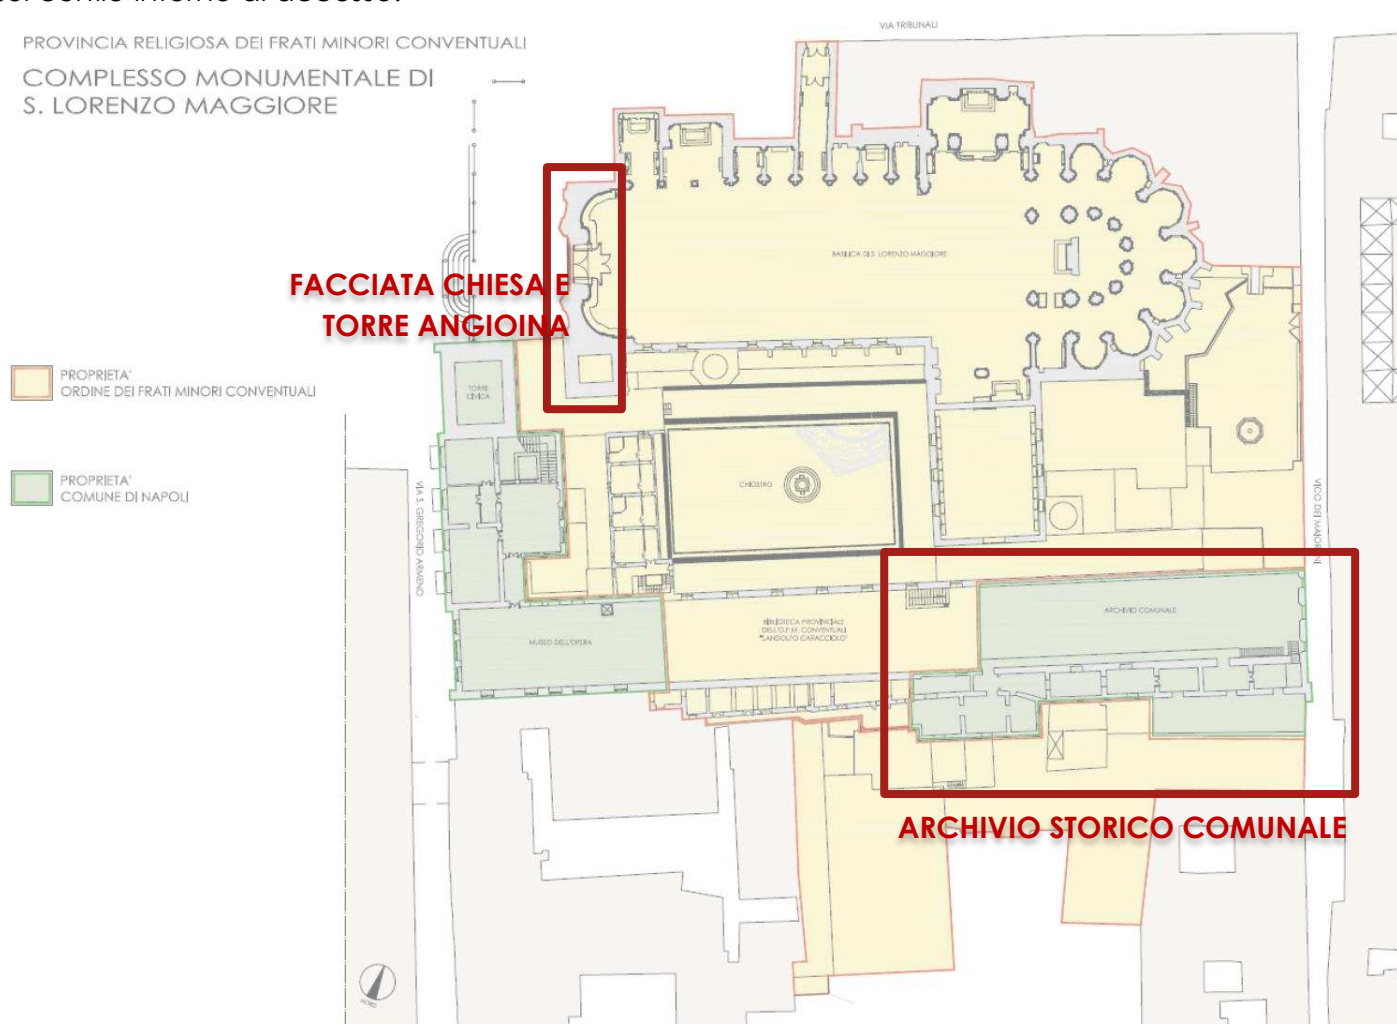 VIA TRIBUNALI
PROVINCIA RELIGIOSA DEI FRATI MINORI CONVENTUALI
COMPLESSO MONUMENTALE DI
S. LORENZO MAGGIORE
BASILICA DI S. LORENZO MAGGIORE
FACCIATA CHIESA E
TORRE ANGIOINA
PROPRIETA'
ORDINE DEI FRATI MINORI CONVENTUALI
TORRE
CIVICA
PROPRIETA'
COMUNE DI NAPOLI
CHIOSTRO
VIA S. GREGORIO ARMENO
VICO DEI MAJORANI
ARCHIVIO COMUNALE
BIBLIOTECA PROVINCIALE
DELL'O.F.M. CONVENTUALI
"LANDOLFO CARACCIOLO"
MUSEO DELL'OPERA
ARCHIVIO STORICO COMUNALE
NORD